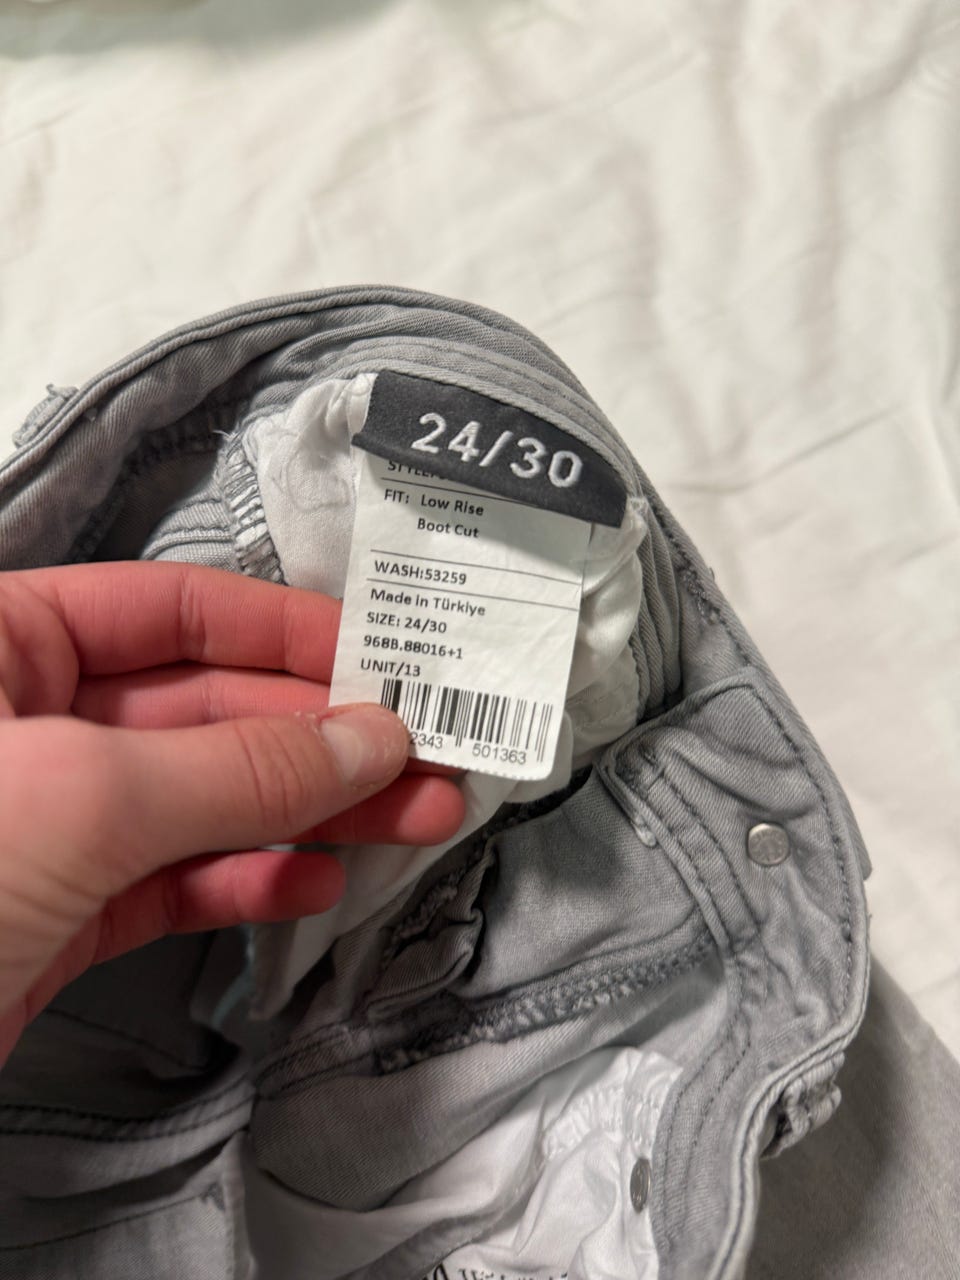 24/30
FIT: Low Rise
Boot Cut
WASH:53259
Made in Türkiye
SIZE: 24/30
968B.88016+1
UNIT/13
2343 501363